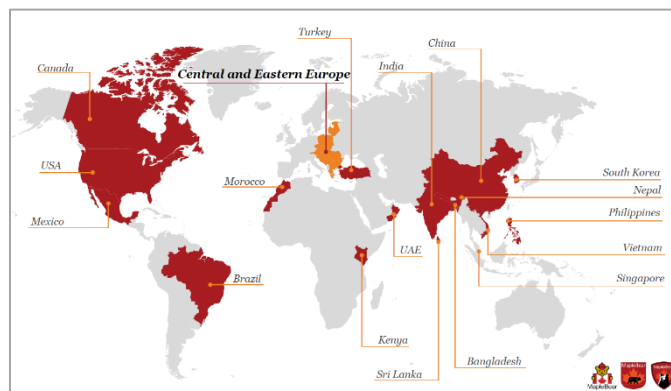 Turkey
China
Canada
Central and Eastern Europe
India
USA
South Korea
Morocco
Nepal
Philippines
Mexico
UAE
Vietnam
Brazil
Singapore
Kenya
Bangladesh
Sri Lanka
MapleBear